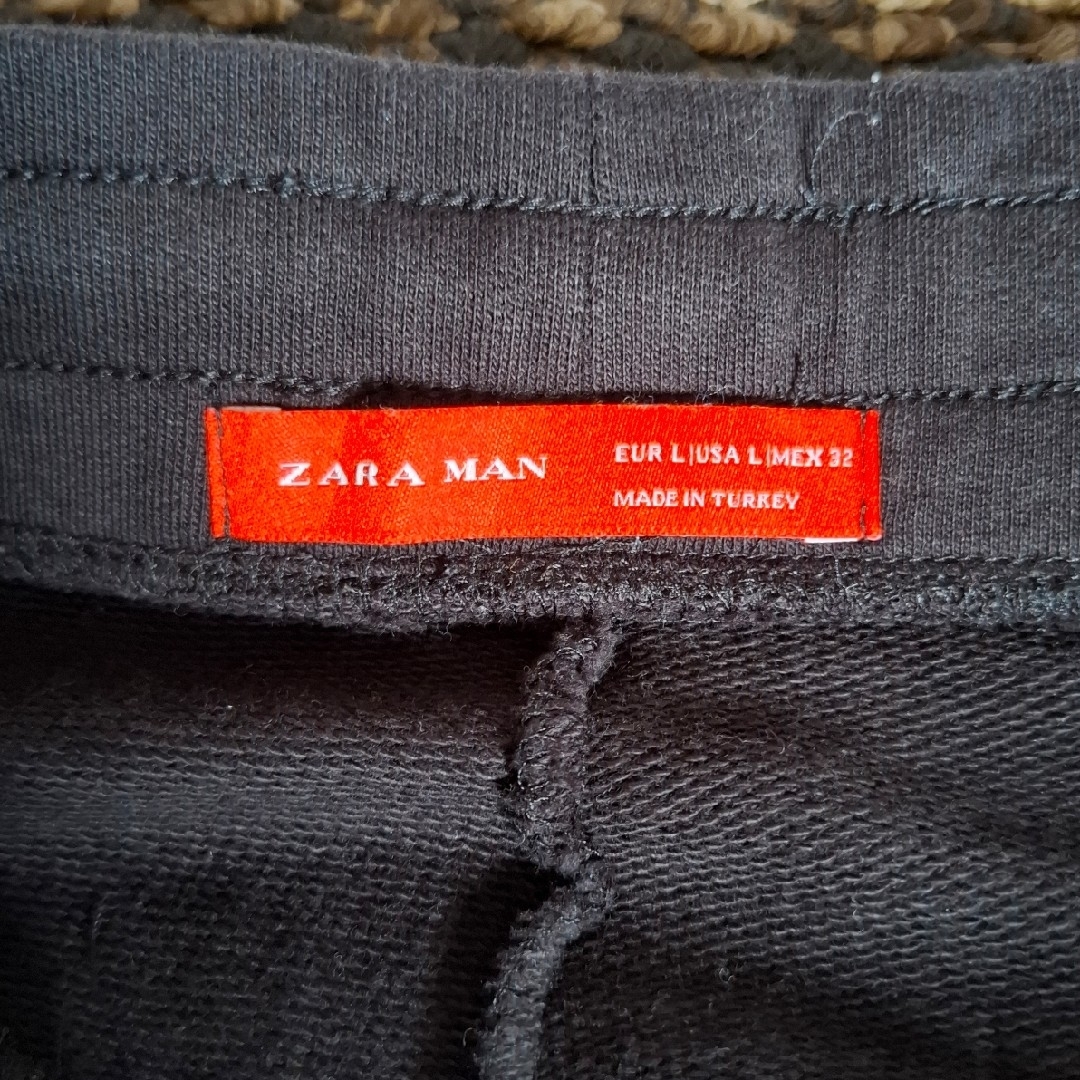 ZARA MAN
EUR L|USA L|MEX 32
MADE IN TURKEY